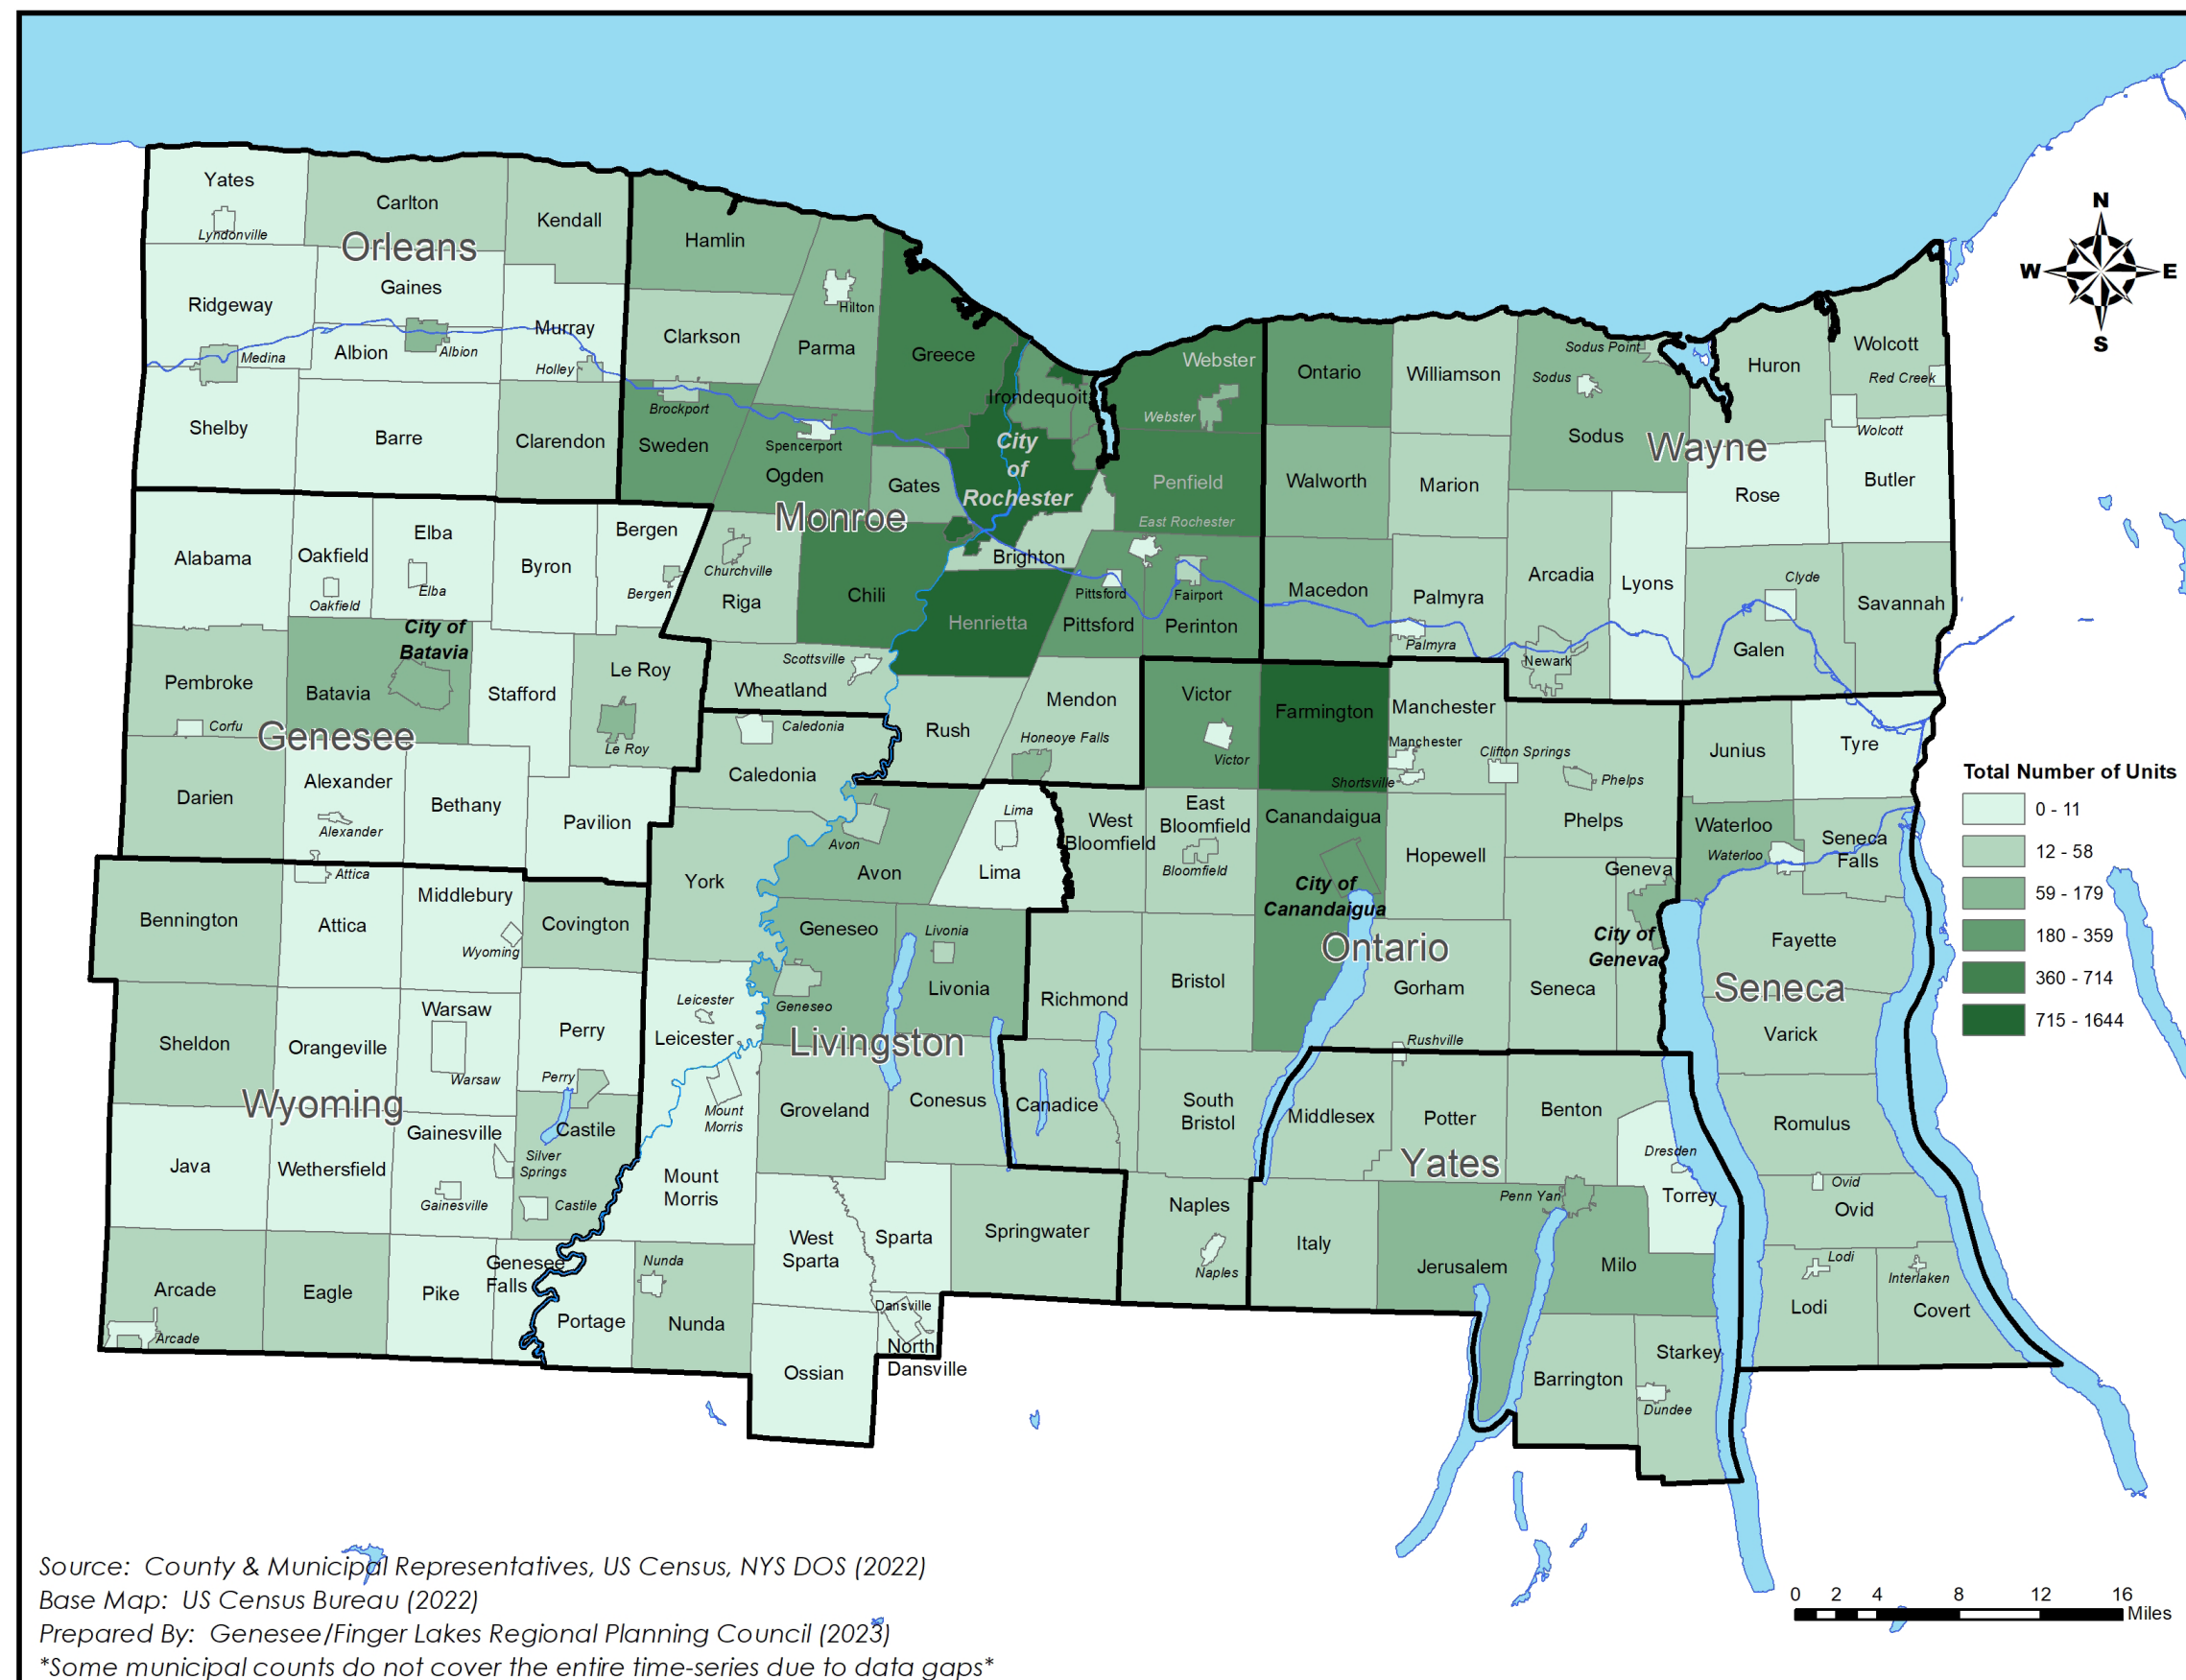 Yates
Lyndonville
Carlton
Kendall
Orleans
Ridgeway
Gaines
Murray
Medina
Albion
Albion
Holley
Shelby
Barre
Clarendon
Hamlin
Hilton
Clarkson
Parma
Greece
Brockport
Sweden
Spencerport
Ogden
Gates
Irondequoit
City
of
Rochester
Webster
Webster
Penfield
East Rochester
Monroe
Churchville
Riga
Chili
Brighton
Henrietta
Pittsford
Pittsford
Fairport
Perinton
Scottsville
Wheatland
Rush
Mendon
Honeoye Falls
Ontario
Williamson
Sodus Point
Sodus
Sodus
Huron
Wolcott
Red Creek
Wolcott
Wayne
Walworth
Marion
Rose
Butler
Macedon
Palmyra
Palmyra
Arcadia
Newark
Lyons
Clyde
Galen
Savannah
N
W
E
S
Alabama
Oakfield
Oakfield
Elba
Elba
Byron
Bergen
Bergen
City of
Batavia
Pembroke
Corfu
Batavia
Stafford
Le Roy
Le Roy
Genesee
Darien
Alexander
Alexander
Bethany
Pavilion
Bennington
Attica
Attica
Middlebury
Wyoming
Covington
Sheldon
Orangeville
Warsaw
Warsaw
Perry
Perry
Wyoming
Java
Wethersfield
Gainesville
Gainesville
Silver
Springs
Castile
Castile
Arcade
Arcade
Eagle
Pike
Genesee
Falls
Caledonia
Caledonia
York
Avon
Avon
Lima
Lima
Leicester
Leicester
Geneseo
Geneseo
Livonia
Livonia
Livingston
Mount
Morris
Mount
Morris
Groveland
Conesus
Portage
Nunda
Nunda
West
Sparta
Sparta
Springwater
Ossian
Dansville
North
Dansville
Victor
Victor
Farmington
Manchester
Manchester
Shortsville
Clifton Springs
Phelps
Phelps
West
Bloomfield
East
Bloomfield
Bloomfield
Canandaigua
City of
Canandaigua
Hopewell
Geneva
City of
Geneva
Ontario
Richmond
Bristol
Gorham
Rushville
Seneca
Canadice
South
Bristol
Naples
Naples
Junius
Tyre
Waterloo
Waterloo
Seneca
Falls
Fayette
Seneca
Varick
Romulus
Ovid
Ovid
Lodi
Lodi
Interlaken
Covert
Middlesex
Potter
Benton
Dresden
Torrey
Yates
Penn Yan
Italy
Jerusalem
Milo
Barrington
Starkey
Dundee
Total Number of Units
0 - 11
12 - 58
59 - 179
180 - 359
360 - 714
715 - 1644
Source:  County & Municipal Representatives, US Census, NYS DOS (2022)
Base Map:  US Census Bureau (2022)
Prepared By:  Genesee/Finger Lakes Regional Planning Council (2023)
*Some municipal counts do not cover the entire time-series due to data gaps*
0 2 4 8 12 16
Miles